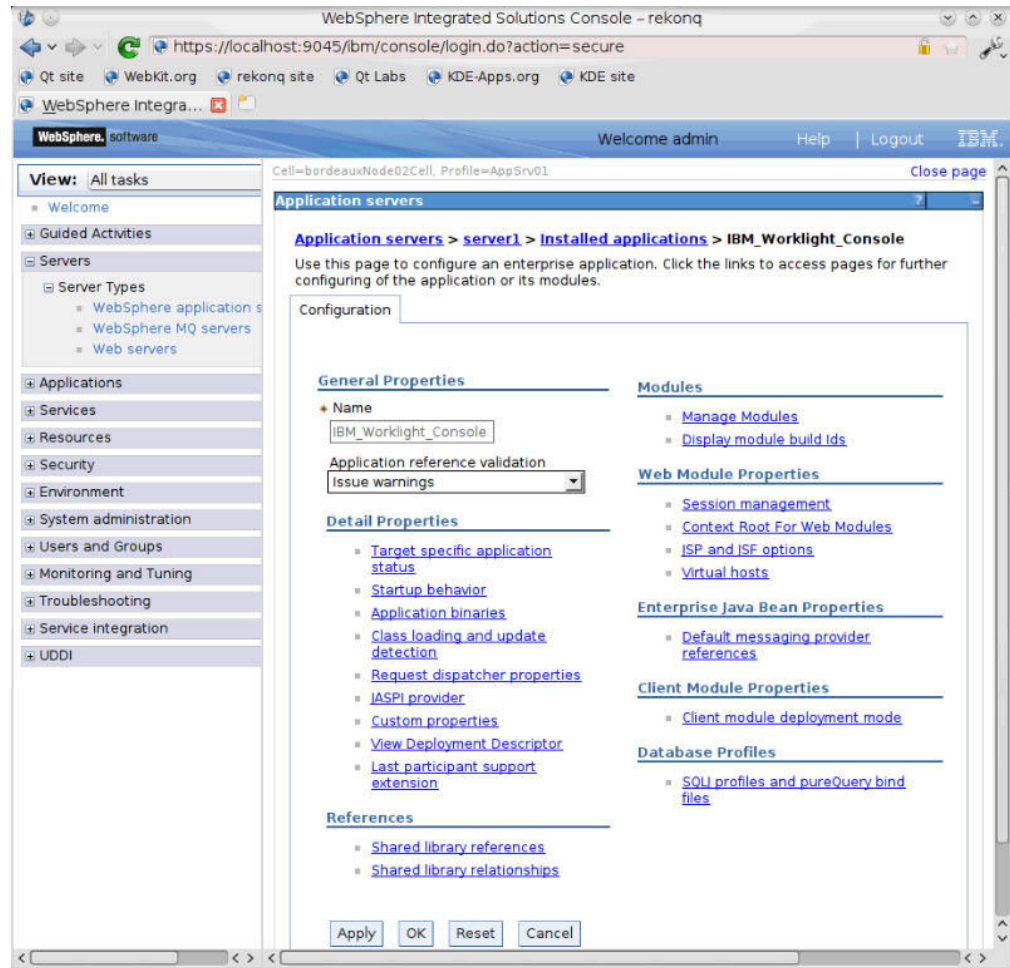 WebSphere Integrated Solutions Console – rekonq
https://localhost:9045/ibm/console/login.do?action=secure
Qt site WebKit.org rekonq site Qt Labs KDE-Apps.org KDE site
WebSphere Integra...
WebSphere. software Welcome admin Help | Logout IBM.
View: All tasks
Welcome
Guided Activities
Servers
Server Types
WebSphere application s
WebSphere MQ servers
Web servers
Applications
Services
Resources
Security
Environment
System administration
Users and Groups
Monitoring and Tuning
Troubleshooting
Service integration
UDDI
Cell=bordeauxNode02Cell, Profile=AppSrv01 Close page
Application servers ? –
Application servers > server1 > Installed applications > IBM_Worklight_Console
Use this page to configure an enterprise application. Click the links to access pages for further
configuring of the application or its modules.
Configuration
General Properties
Name
IBM_Worklight_Console
Application reference validation
Issue warnings
Detail Properties
Target specific application
status
Startup behavior
Application binaries
Class loading and update
detection
Request dispatcher properties
JASPI provider
Custom properties
View Deployment Descriptor
Last participant support
extension
References
Shared library references
Shared library relationships
Modules
Manage Modules
Display module build Ids
Web Module Properties
Session management
Context Root For Web Modules
JSP and JSF options
Virtual hosts
Enterprise Java Bean Properties
Default messaging provider
references
Client Module Properties
Client module deployment mode
Database Profiles
SQLJ profiles and pureQuery bind
files
Apply OK Reset Cancel